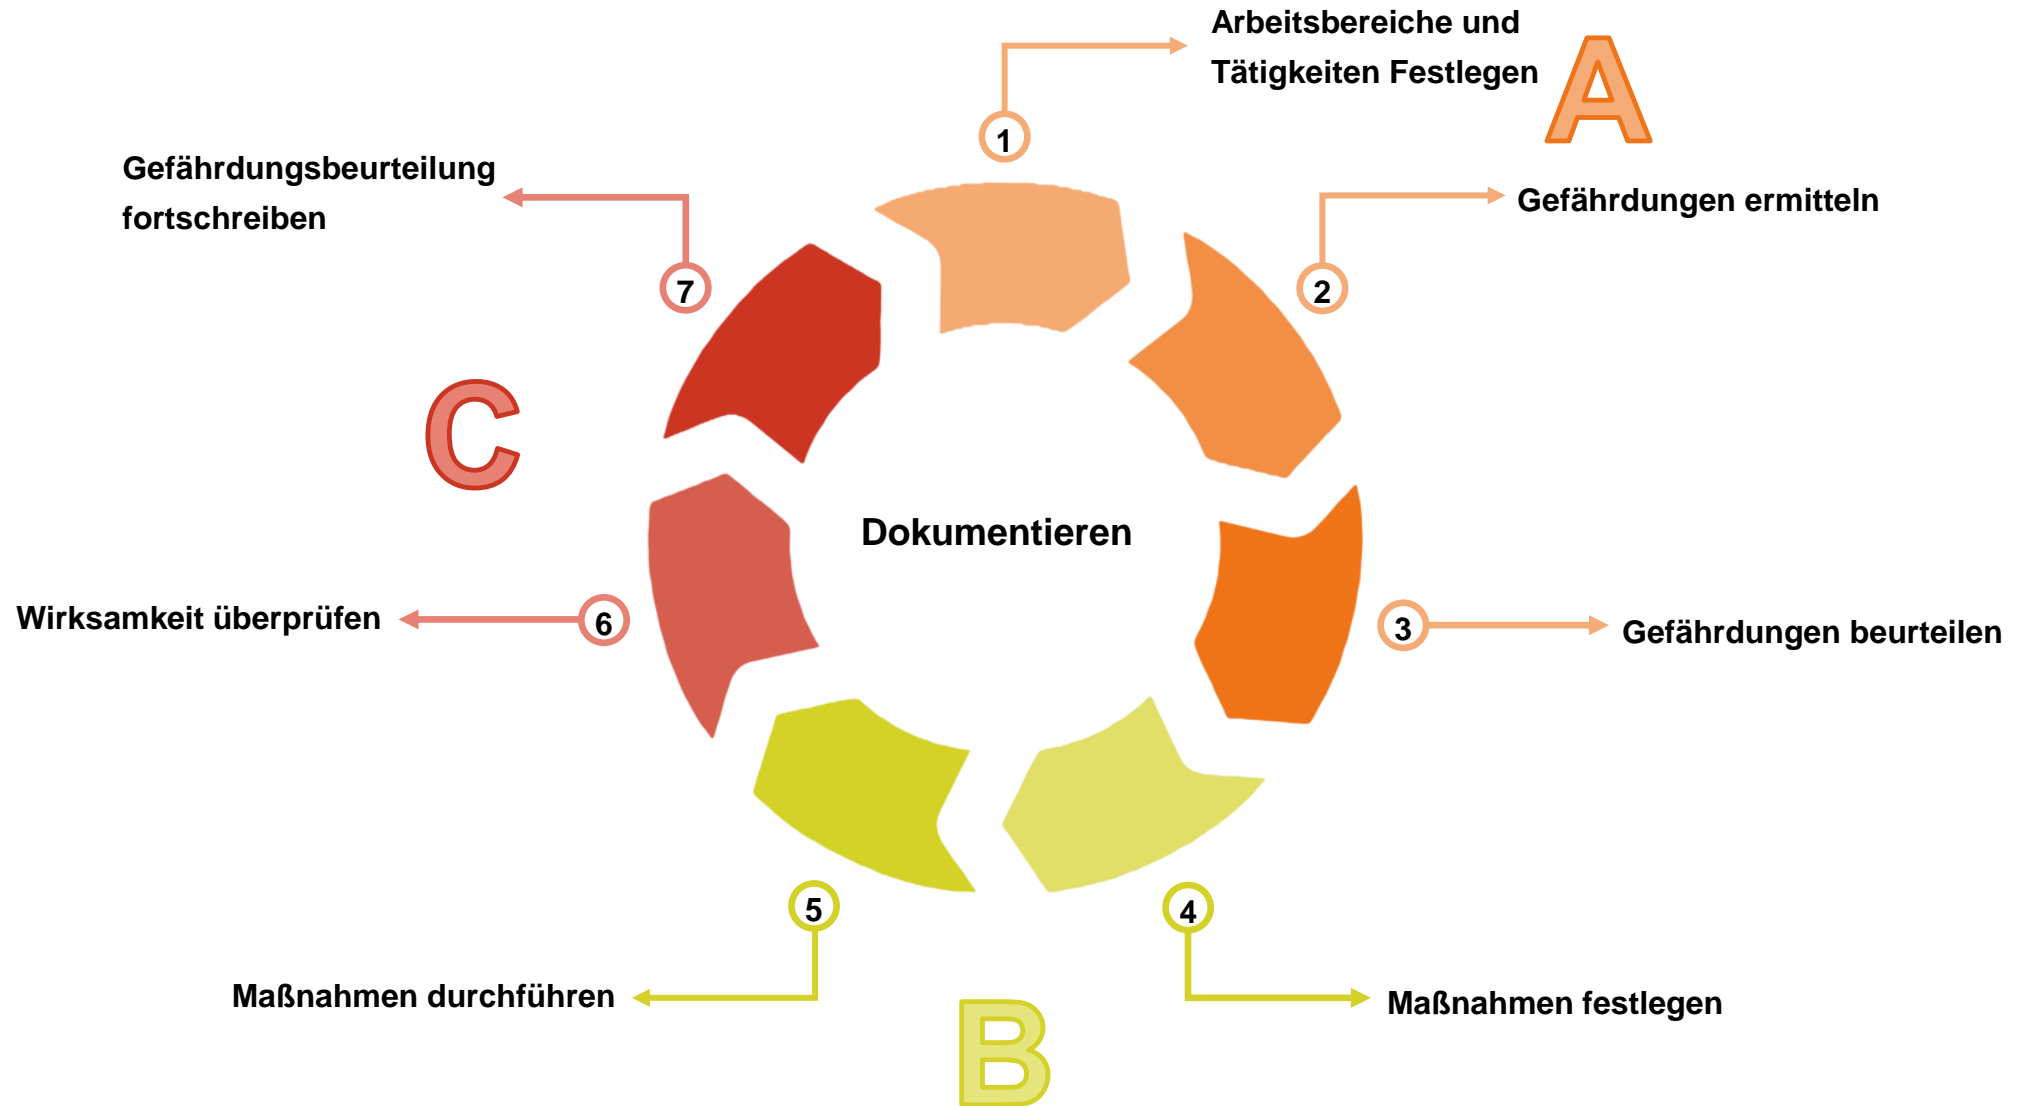 Arbeitsbereiche und
Tätigkeiten Festlegen
A
1
Gefährdungsbeurteilung
fortschreiben
Gefährdungen ermitteln
7
2
C
Dokumentieren
Wirksamkeit überprüfen
6
3
Gefährdungen beurteilen
5
4
Maßnahmen durchführen
Maßnahmen festlegen
B